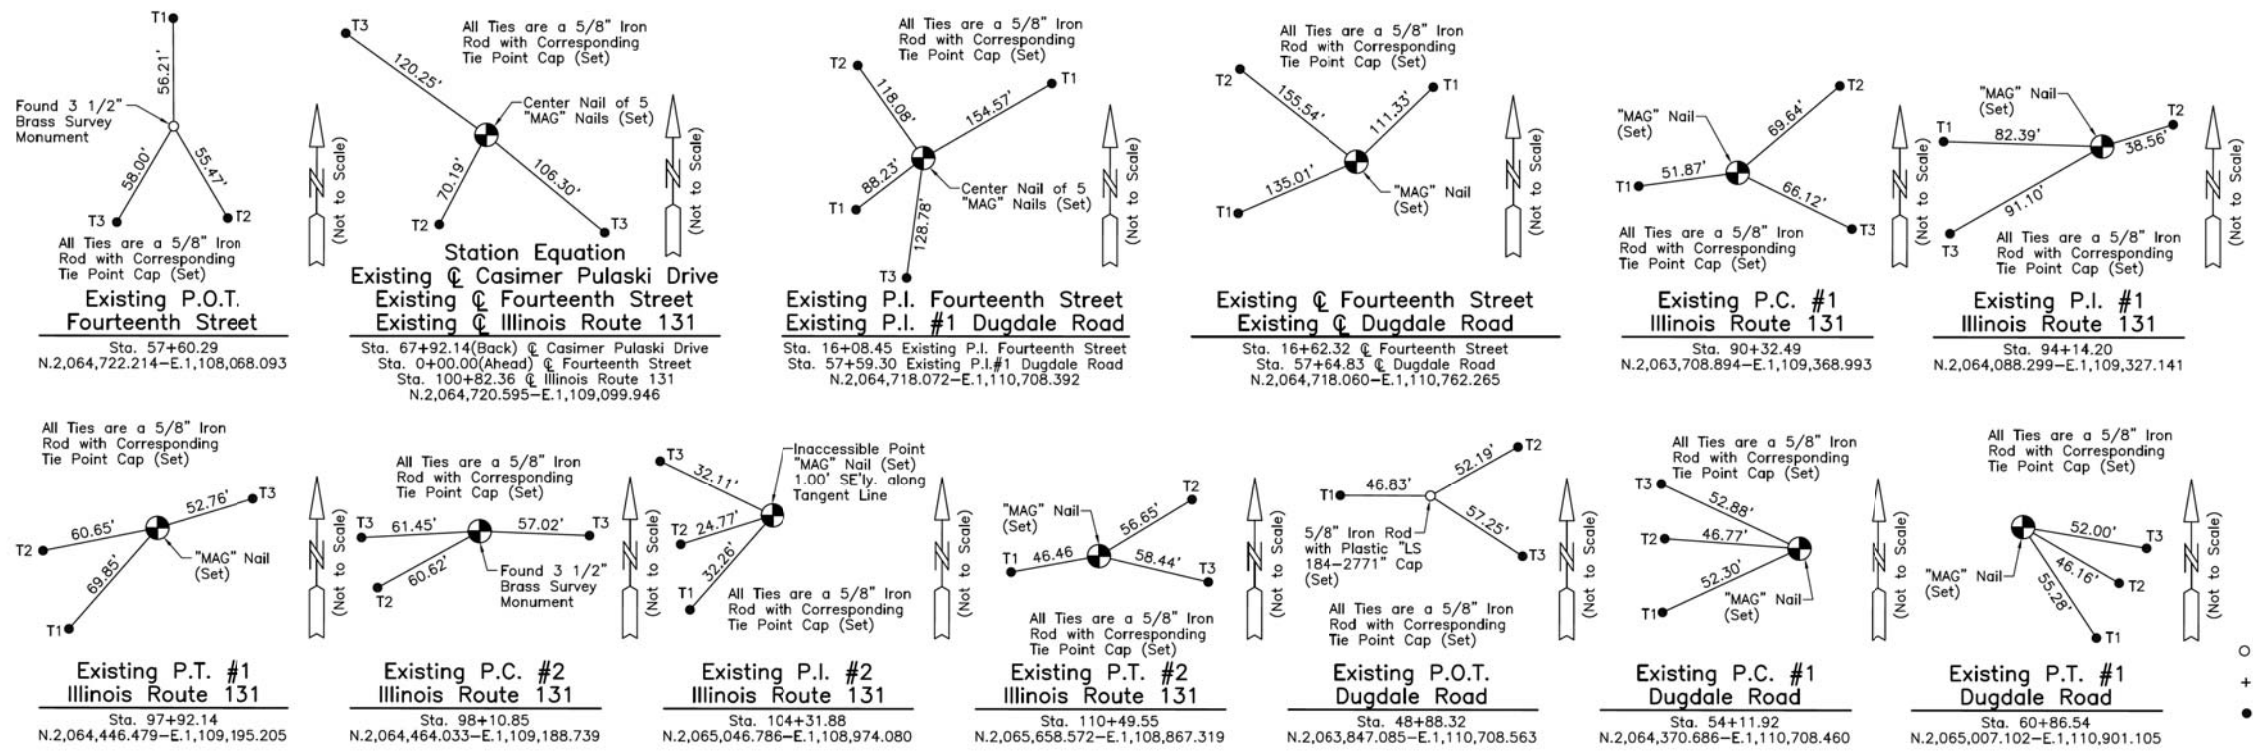 T1
56.21'
Found 3 1/2"
Brass Survey
Monument
58.00'
55.47'
T3
T2
All Ties are a 5/8" Iron
Rod with Corresponding
Tie Point Cap (Set)
Existing P.O.T.
Fourteenth Street
Sta. 57+60.29
N.2,064,722.214–E.1,108,068.093
N
(Not to Scale)
T3
120.25'
All Ties are a 5/8" Iron
Rod with Corresponding
Tie Point Cap (Set)
Center Nail of 5
"MAG" Nails (Set)
70.19'
106.30'
T2
T3
Station Equation
Existing ℄ Casimer Pulaski Drive
Existing ℄ Fourteenth Street
Existing ℄ Illinois Route 131
Sta. 67+92.14(Back) ℄ Casimer Pulaski Drive
Sta. 0+00.00(Ahead) ℄ Fourteenth Street
Sta. 100+82.36 ℄ Illinois Route 131
N.2,064,720.595–E.1,109,099.946
N
(Not to Scale)
All Ties are a 5/8" Iron
Rod with Corresponding
Tie Point Cap (Set)
T2
T1
118.08'
154.57'
88.23'
Center Nail of 5
"MAG" Nails (Set)
T1
128.78'
T3
Existing P.I. Fourteenth Street
Existing P.I. #1 Dugdale Road
Sta. 16+08.45 Existing P.I. Fourteenth Street
Sta. 57+59.30 Existing P.I.#1 Dugdale Road
N.2,064,718.072–E.1,110,708.392
N
(Not to Scale)
All Ties are a 5/8" Iron
Rod with Corresponding
Tie Point Cap (Set)
T2
T1
155.54'
111.33'
135.01'
"MAG" Nail
(Set)
T1
Existing ℄ Fourteenth Street
Existing ℄ Dugdale Road
Sta. 16+62.32 ℄ Fourteenth Street
Sta. 57+64.83 ℄ Dugdale Road
N.2,064,718.060–E.1,110,762.265
N
(Not to Scale)
"MAG" Nail
(Set)
T2
69.64'
51.87'
T1
66.12'
T3
All Ties are a 5/8" Iron
Rod with Corresponding
Tie Point Cap (Set)
Existing P.C. #1
Illinois Route 131
Sta. 90+32.49
N.2,063,708.894–E.1,109,368.993
N
(Not to Scale)
"MAG" Nail
(Set)
T2
T1
82.39'
38.56'
91.10'
T3
All Ties are a 5/8" Iron
Rod with Corresponding
Tie Point Cap (Set)
Existing P.I. #1
Illinois Route 131
Sta. 94+14.20
N.2,064,088.299–E.1,109,327.141
N
(Not to Scale)
All Ties are a 5/8" Iron
Rod with Corresponding
Tie Point Cap (Set)
52.76'
T3
60.65'
T2
69.85'
"MAG" Nail
(Set)
T1
Existing P.T. #1
Illinois Route 131
Sta. 97+92.14
N.2,064,446.479–E.1,109,195.205
N
(Not to Scale)
All Ties are a 5/8" Iron
Rod with Corresponding
Tie Point Cap (Set)
T3
61.45'
57.02'
T3
60.62'
T2
Found 3 1/2"
Brass Survey
Monument
Existing P.C. #2
Illinois Route 131
Sta. 98+10.85
N.2,064,464.033–E.1,109,188.739
N
(Not to Scale)
T3
32.11'
Inaccessible Point
"MAG" Nail (Set)
1.00' SE'ly. along
Tangent Line
T2
24.77'
32.26'
T1
All Ties are a 5/8" Iron
Rod with Corresponding
Tie Point Cap (Set)
Existing P.I. #2
Illinois Route 131
Sta. 104+31.88
N.2,065,046.786–E.1,108,974.080
N
(Not to Scale)
T2
"MAG" Nail
(Set)
56.65'
T1
46.46
58.44'
T3
All Ties are a 5/8" Iron
Rod with Corresponding
Tie Point Cap (Set)
Existing P.T. #2
Illinois Route 131
Sta. 110+49.55
N.2,065,658.572–E.1,108,867.319
N
(Not to Scale)
T2
52.19'
T1
46.83'
57.25'
T3
5/8" Iron Rod
with Plastic "LS
184–2771" Cap
(Set)
All Ties are a 5/8" Iron
Rod with Corresponding
Tie Point Cap (Set)
Existing P.O.T.
Dugdale Road
Sta. 48+88.32
N.2,063,847.085–E.1,110,708.563
N
(Not to Scale)
All Ties are a 5/8" Iron
Rod with Corresponding
Tie Point Cap (Set)
T3
52.88'
T2
46.77'
52.30'
T1
"MAG" Nail
(Set)
Existing P.C. #1
Dugdale Road
Sta. 54+11.92
N.2,064,370.686–E.1,110,708.460
N
(Not to Scale)
All Ties are a 5/8" Iron
Rod with Corresponding
Tie Point Cap (Set)
52.00'
T3
46.16'
"MAG" Nail
(Set)
T2
55.28'
T1
Existing P.T. #1
Dugdale Road
Sta. 60+86.54
N.2,065,007.102–E.1,110,901.105
N
(Not to Scale)